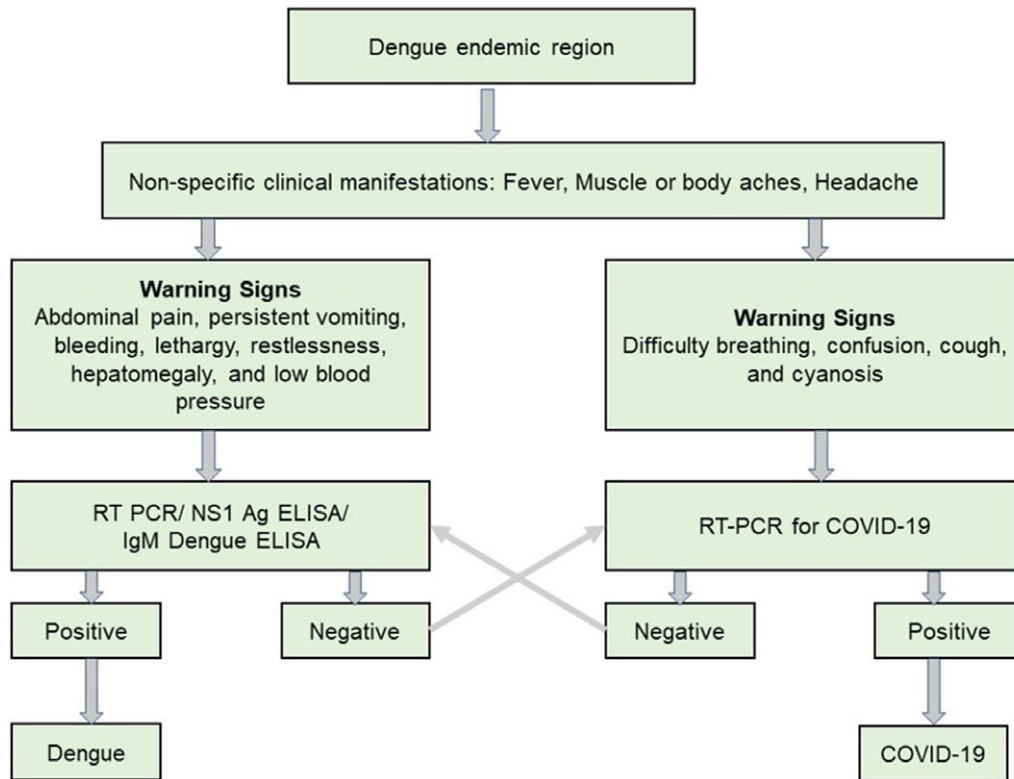 Dengue endemic region
Non-specific clinical manifestations: Fever, Muscle or body aches, Headache
Warning Signs
Abdominal pain, persistent vomiting,
bleeding, lethargy, restlessness,
hepatomegaly, and low blood
pressure
Warning Signs
Difficulty breathing, confusion, cough,
and cyanosis
RT PCR/ NS1 Ag ELISA/
IgM Dengue ELISA
RT-PCR for COVID-19
Positive
Negative
Negative
Positive
Dengue
COVID-19